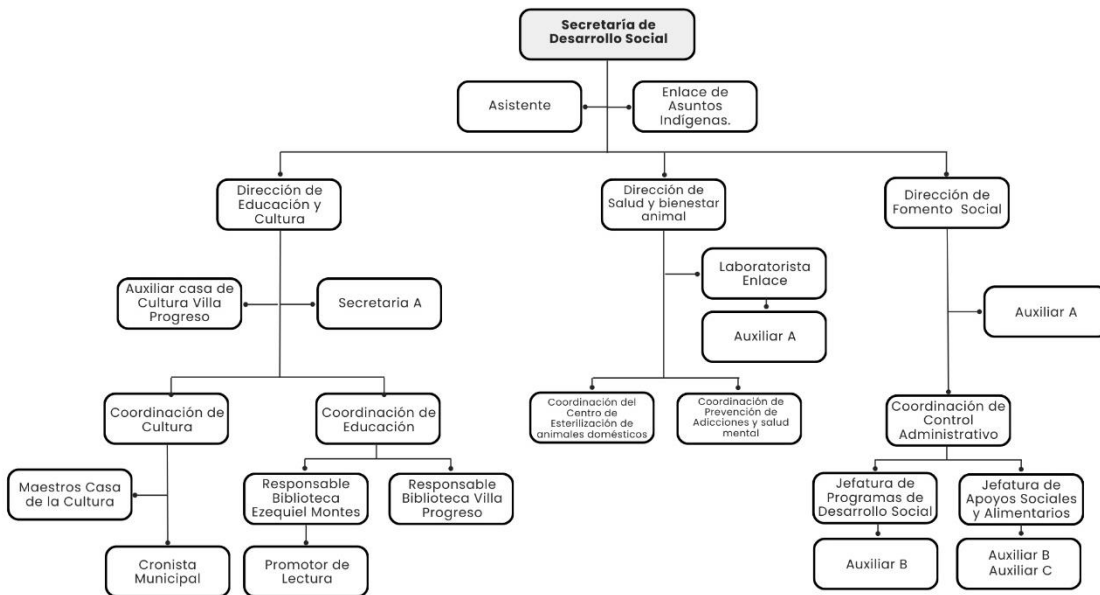 Secretaría de
Desarrollo Social
Asistente
Enlace de
Asuntos
Indígenas.
Dirección de
Educación y
Cultura
Dirección de
Salud y bienestar
animal
Dirección de
Fomento Social
Auxiliar casa de
Cultura Villa
Progreso
Secretaria A
Laboratorista
Enlace
Auxiliar A
Auxiliar A
Coordinación de
Cultura
Coordinación de
Educación
Coordinación del
Centro de
Esterilización de
animales domésticos
Coordinación de
Prevención de
Adicciones y salud
mental
Coordinación de
Control
Administrativo
Maestros Casa
de la Cultura
Responsable
Biblioteca
Ezequiel Montes
Responsable
Biblioteca Villa
Progreso
Jefatura de
Programas de
Desarrollo Social
Jefatura de
Apoyos Sociales
y Alimentarios
Cronista
Municipal
Promotor de
Lectura
Auxiliar B
Auxiliar B
Auxiliar C